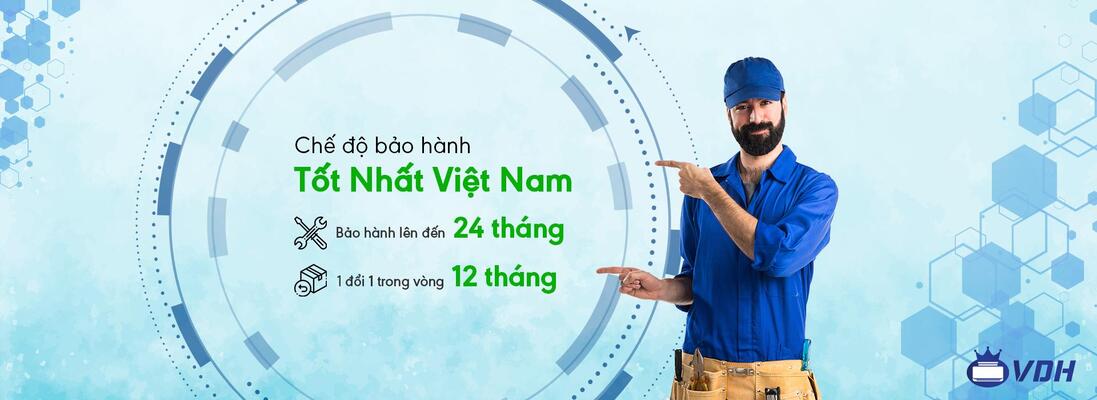 Chế độ bảo hành
Tốt Nhất Việt Nam
Bảo hành lên đến 24 tháng
1 đổi 1 trong vòng 12 tháng
VDH